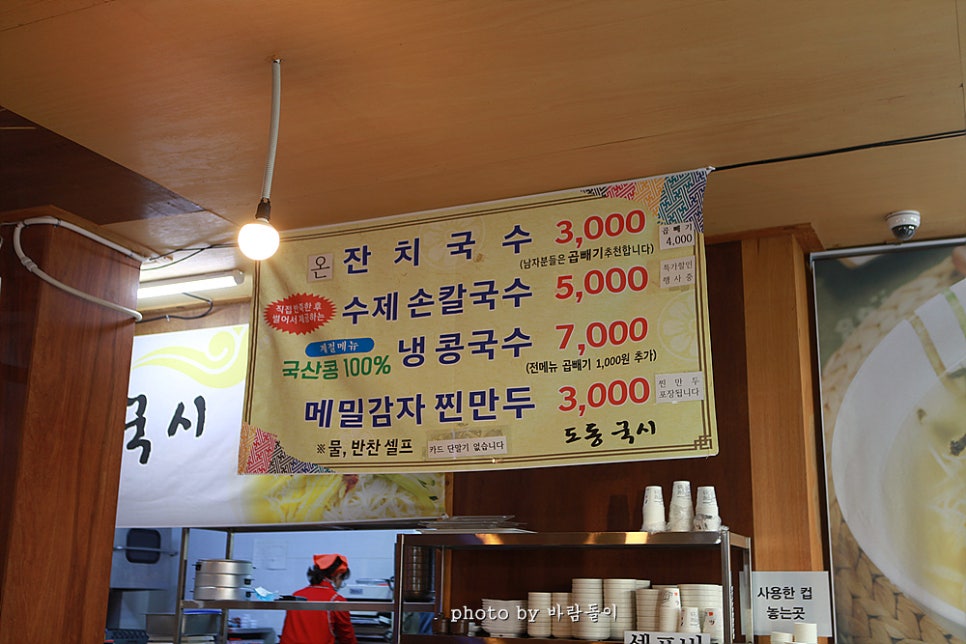 온 잔 치 국 수 3,000
곱빼기
4,000
(남자분들은 곱빼기추천합니다)
직접 반죽한 후
썰어서 제공하는
수제 손칼국수 5,000
특가할인
행사중
계절메뉴
국산콩 100%
냉 콩국수 7,000
(전메뉴 곱빼기 1,000원 추가)
메밀감자 찐만두 3,000
찐 만 두
포장됩니다
※물, 반찬 셀프
카드 단말기 없습니다
도동 국시
국시
사용한 컵
놓는곳
photo by 바람돌이